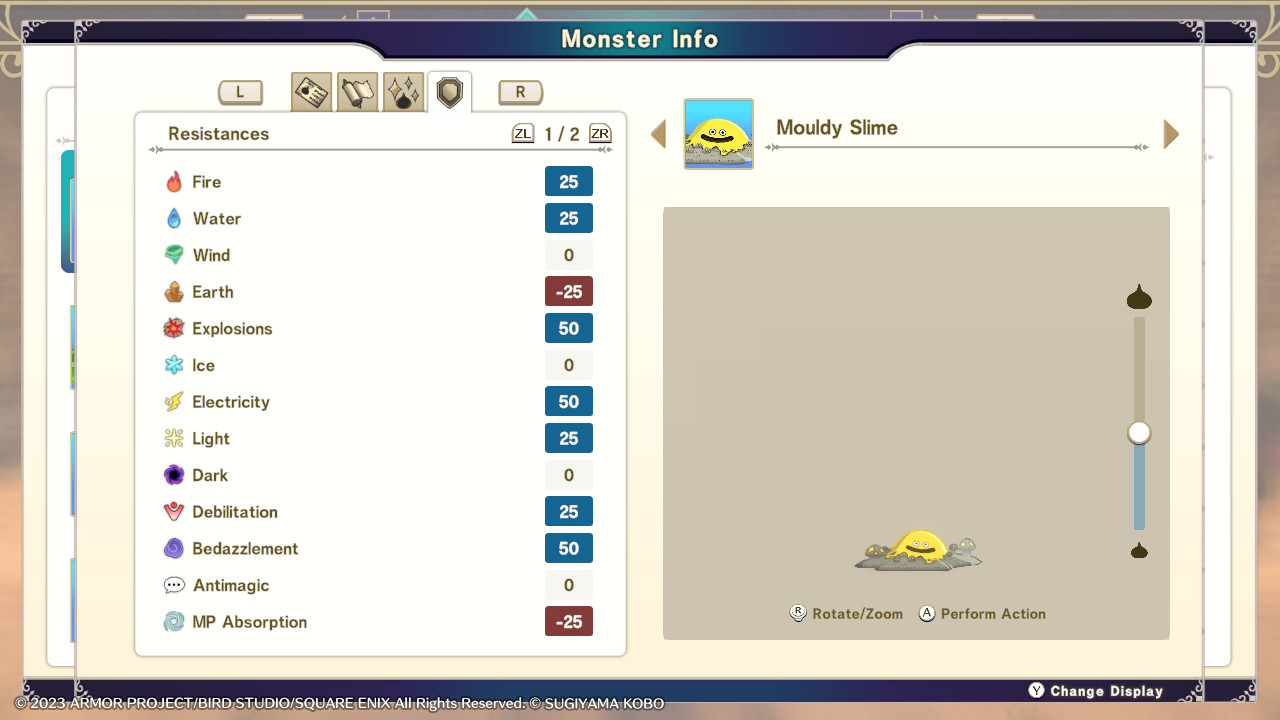 Monster Info
L
R
Resistances
ZL 1 / 2 ZR
Fire 25
Water 25
Wind 0
Earth -25
Explosions 50
Ice 0
Electricity 50
Light 25
Dark 0
Debilitation 25
Bedazzlement 50
Antimagic 0
MP Absorption -25
Mouldy Slime
R Rotate/Zoom A Perform Action
Y Change Display
© 2023 ARMOR PROJECT/BIRD STUDIO/SQUARE ENIX All Rights Reserved. © SUGIYAMA KOBO